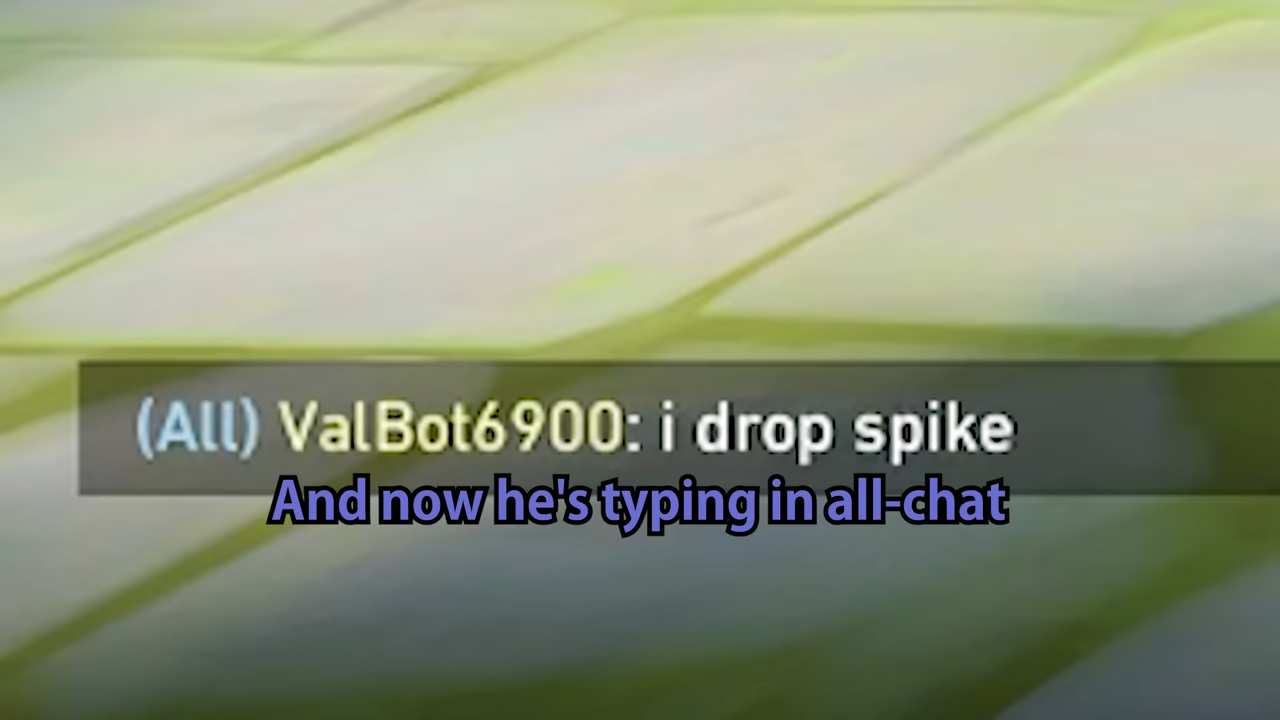 (All) ValBot6900: i drop spike
And now he's typing in all-chat